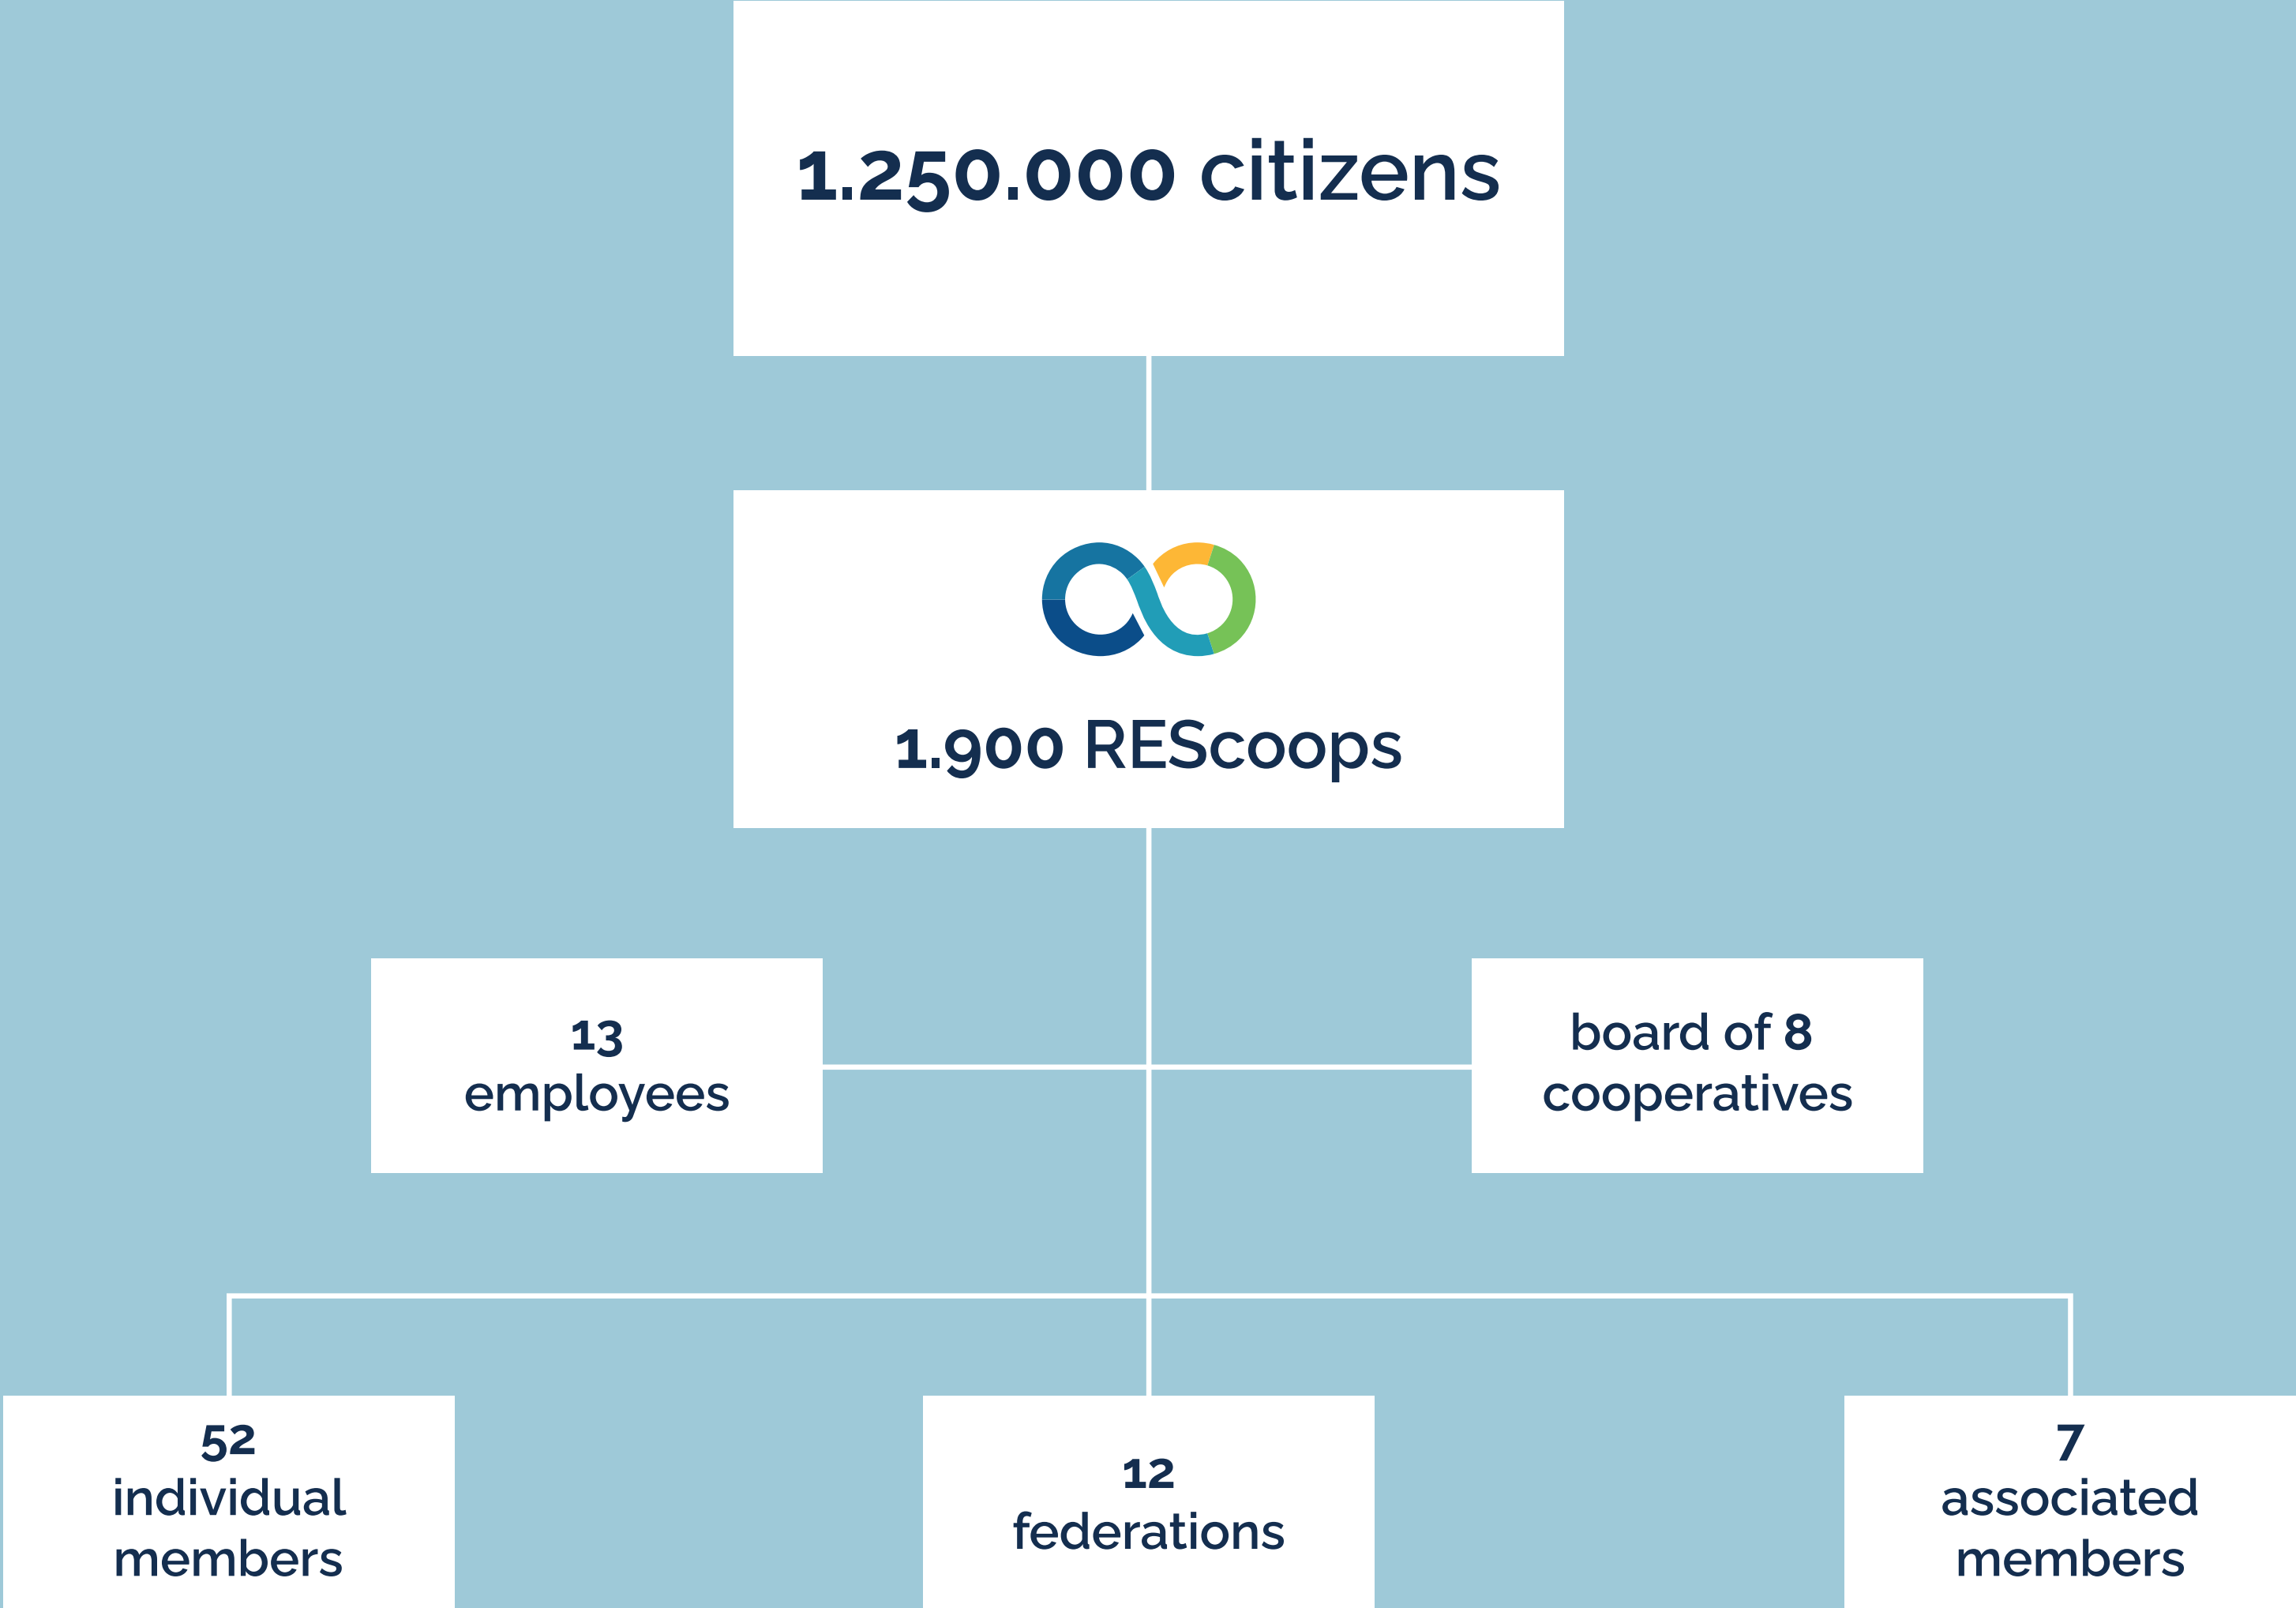 1.250.000 citizens
1.900 REScoops
13
employees
board of 8
cooperatives
52
individual
members
12
federations
7
associated
members